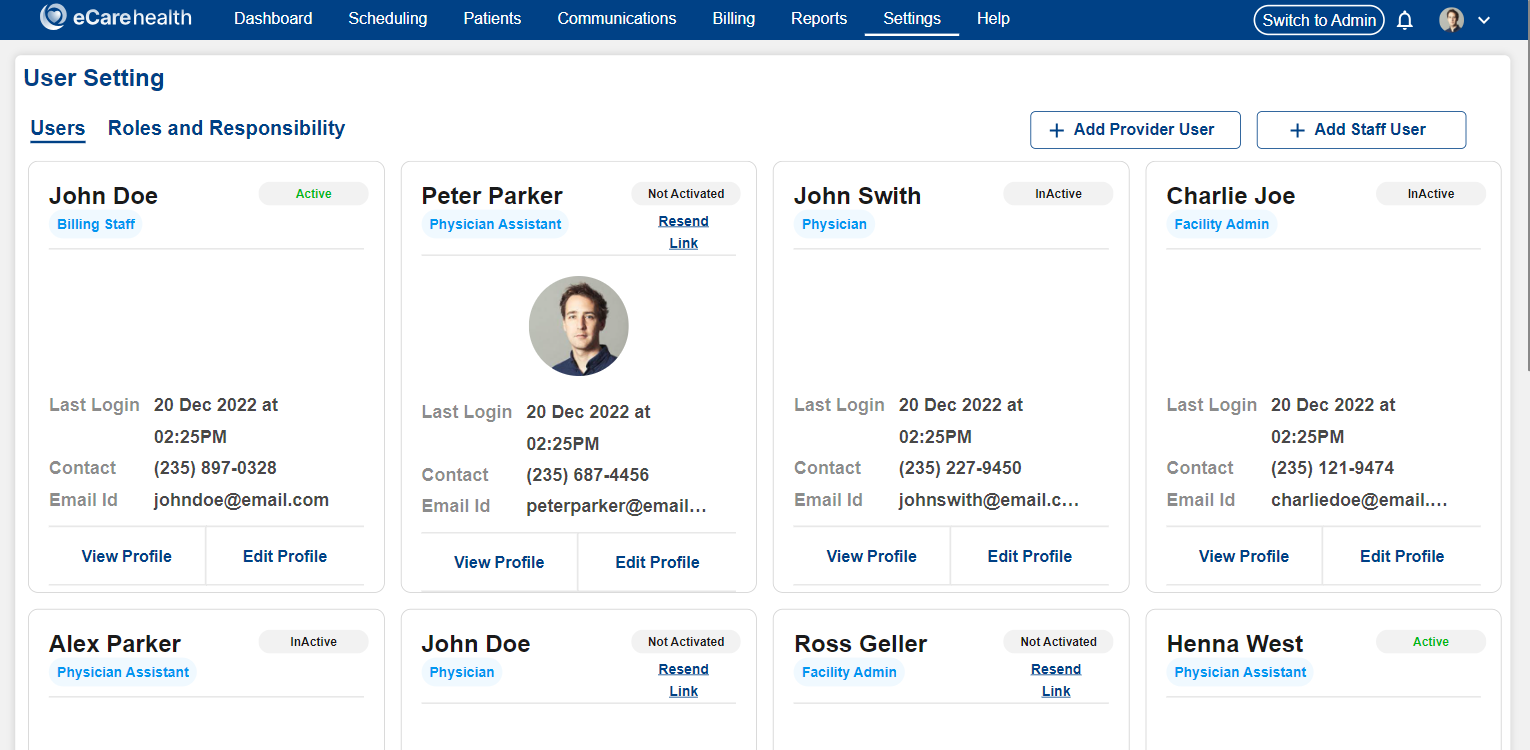 eCarehealth Dashboard Scheduling Patients Communications Billing Reports Settings Help Switch to Admin
User Setting
Users Roles and Responsibility + Add Provider User + Add Staff User
John Doe Active
Billing Staff
Last Login 20 Dec 2022 at
02:25PM
Contact (235) 897-0328
Email Id johndoe@email.com
View Profile Edit Profile
Peter Parker Not Activated
Physician Assistant Resend
Link
Last Login 20 Dec 2022 at
02:25PM
Contact (235) 687-4456
Email Id peterparker@email...
View Profile Edit Profile
John Swith InActive
Physician
Last Login 20 Dec 2022 at
02:25PM
Contact (235) 227-9450
Email Id johnswith@email.c...
View Profile Edit Profile
Charlie Joe InActive
Facility Admin
Last Login 20 Dec 2022 at
02:25PM
Contact (235) 121-9474
Email Id charliedoe@email....
View Profile Edit Profile
Alex Parker InActive
Physician Assistant
John Doe Not Activated
Physician Resend
Link
Ross Geller Not Activated
Facility Admin Resend
Link
Henna West Active
Physician Assistant